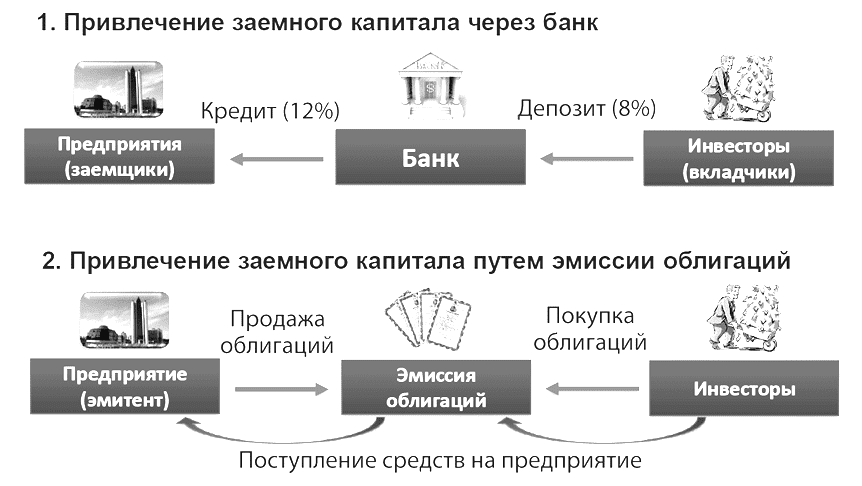 1. Привлечение заемного капитала через банк
Кредит (12%)
Депозит (8%)
Предприятия
(заемщики)
Банк
Инвесторы
(вкладчики)
2. Привлечение заемного капитала путем эмиссии облигаций
Продажа
облигаций
Покупка
облигаций
Предприятие
(эмитент)
Эмиссия
облигаций
Инвесторы
Поступление средств на предприятие